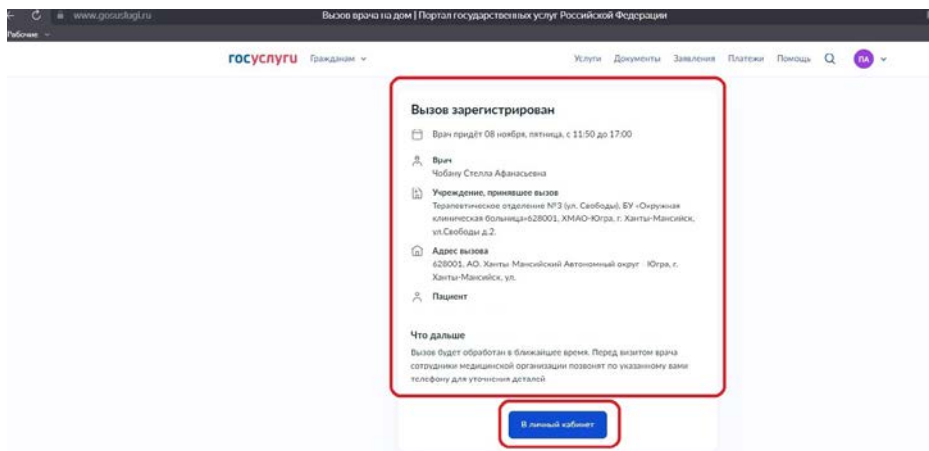 www.gosuslugi.ru
Вызов врача на дом | Портал государственных услуг Российской Федерации
Рабочие
госуслуги Гражданам Услуги Документы Заявления Платежи Помощь ПА
Вызов зарегистрирован
Врач придёт 08 ноября, пятница, с 11:50 до 17:00
Врач
Чобану Стелла Афанасьевна
Учреждение, принявшее вызов
Терапевтическое отделение №3 (ул. Свободы), БУ «Окружная
клиническая больница»628001, ХМАО-Югра, г. Ханты-Мансийск,
ул.Свободы д.2.
Адрес вызова
628001, АО. Ханты-Мансийский Автономный округ - Югра, г.
Ханты-Мансийск, ул.
Пациент
Что дальше
Вызов будет обработан в ближайшее время. Перед визитом врача
сотрудники медицинской организации позвонят по указанному вами
телефону для уточнения деталей
В личный кабинет